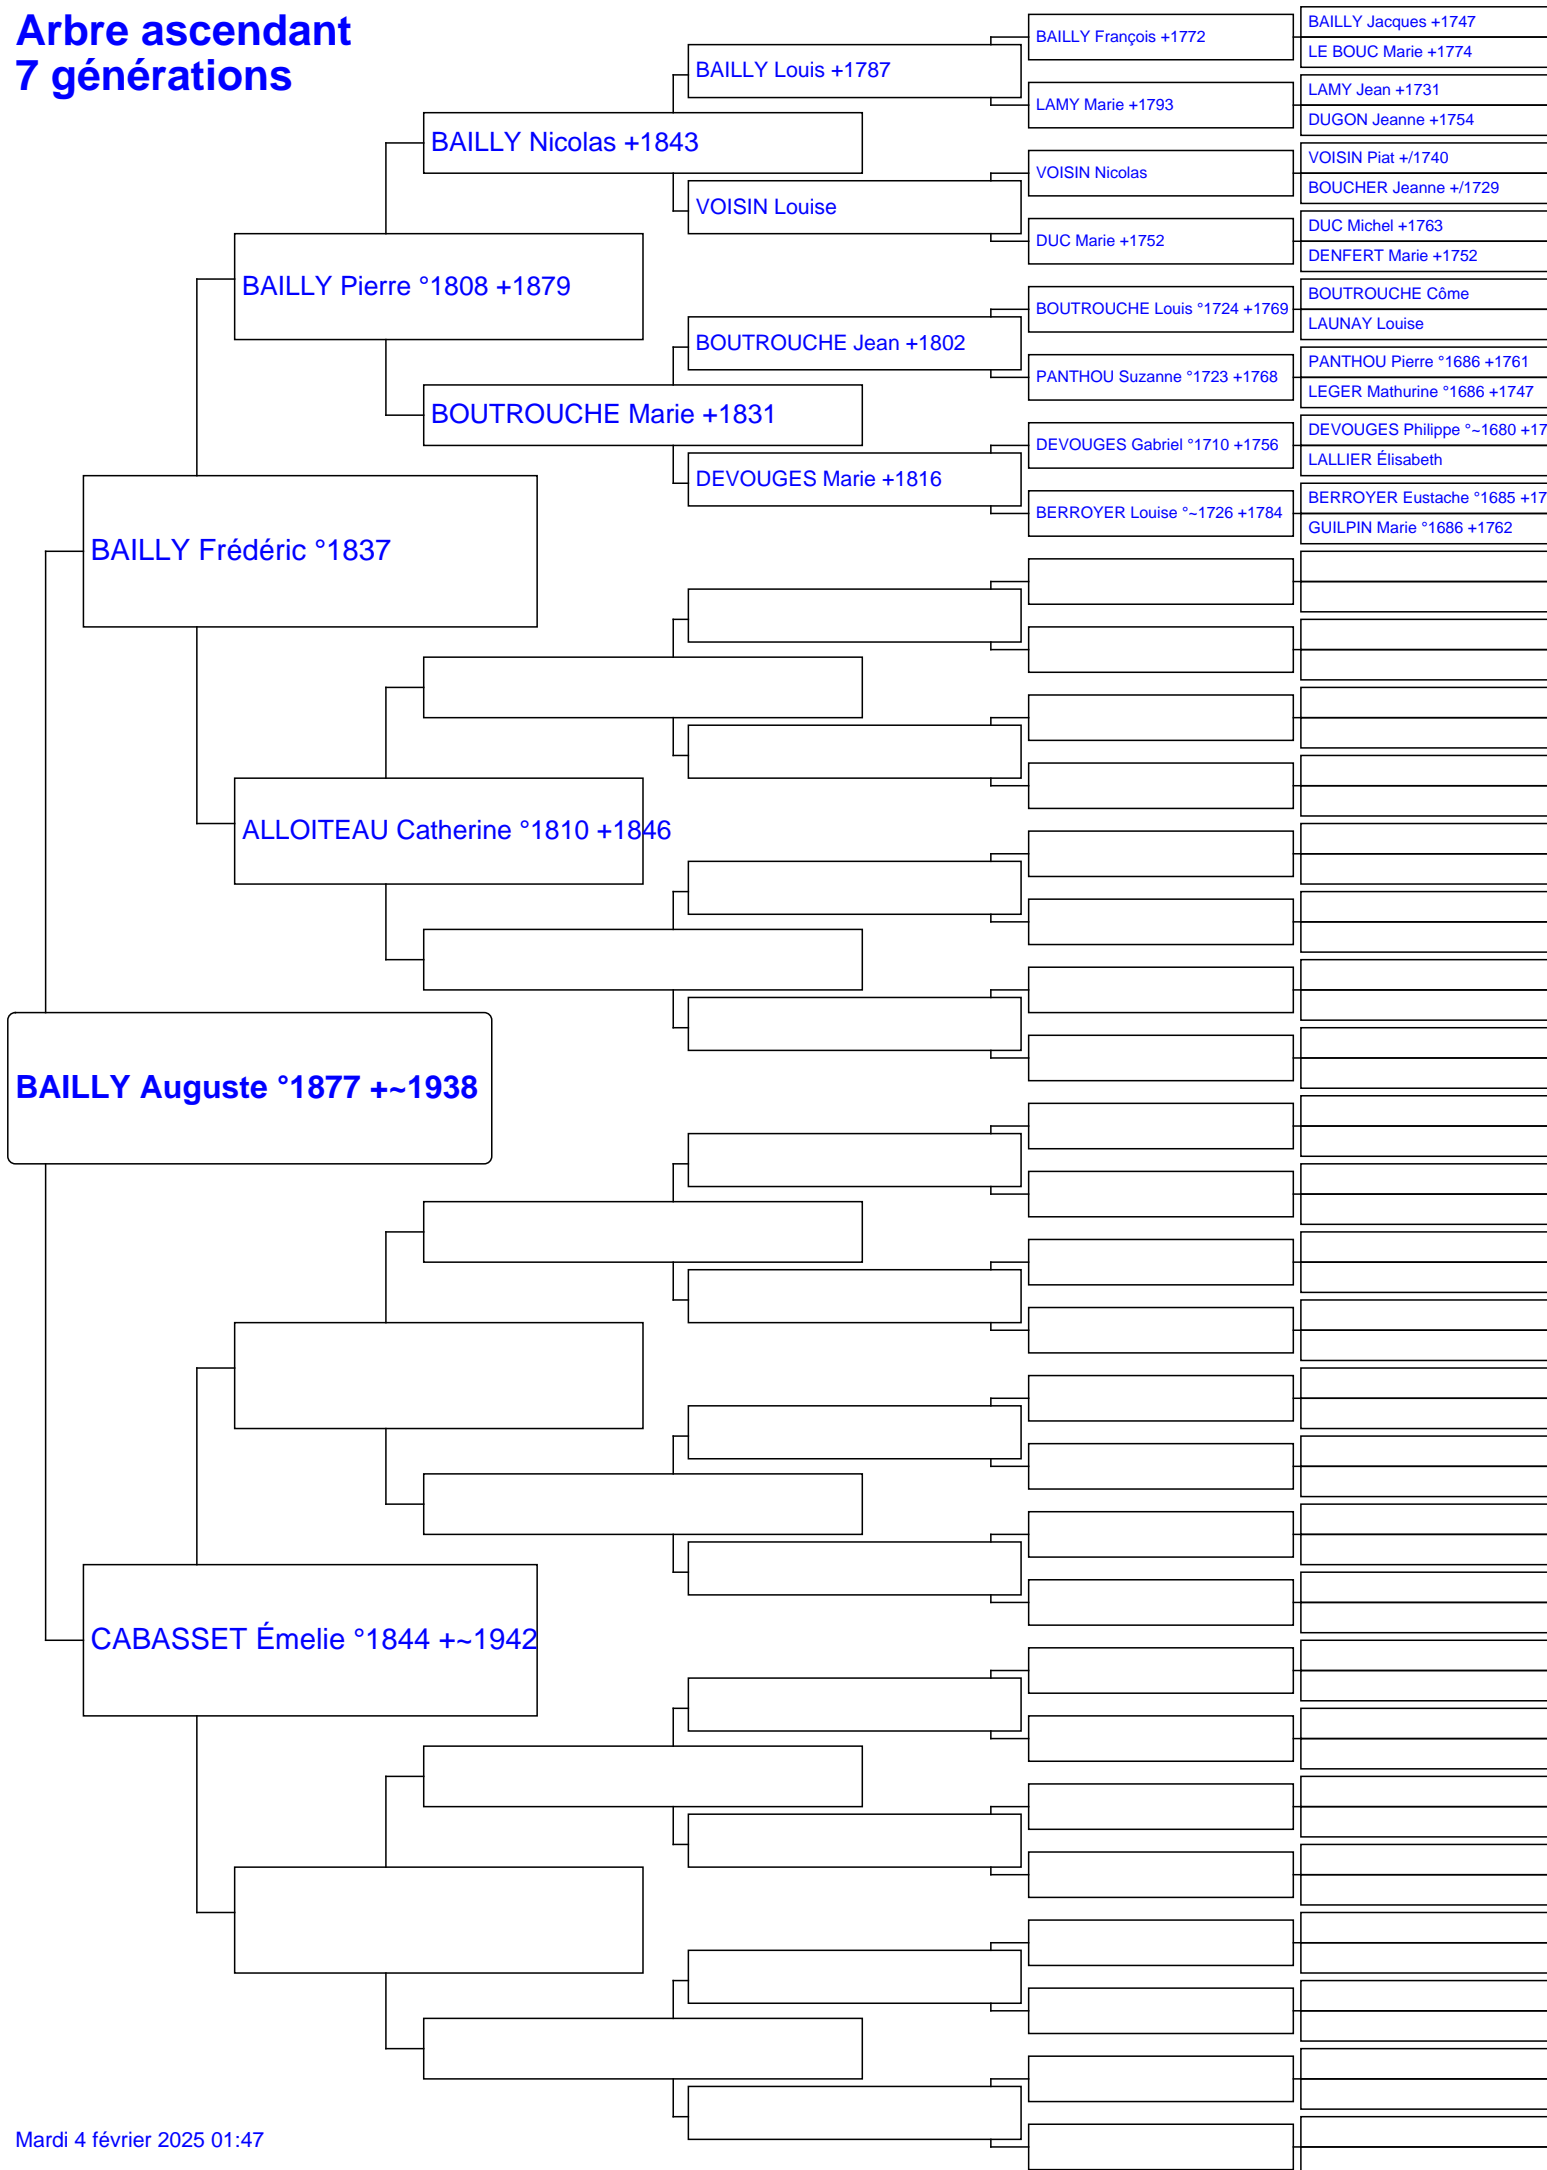 Arbre ascendant
7 générations
BAILLY Auguste °1877 +~1938
BAILLY Frédéric °1837
CABASSET Émelie °1844 +~1942
BAILLY Pierre °1808 +1879
ALLOITEAU Catherine °1810 +1846
BAILLY Nicolas +1843
BOUTROUCHE Marie +1831
BAILLY Louis +1787
VOISIN Louise
BOUTROUCHE Jean +1802
DEVOUGES Marie +1816
BAILLY François +1772
LAMY Marie +1793
VOISIN Nicolas
DUC Marie +1752
BOUTROUCHE Louis °1724 +1769
PANTHOU Suzanne °1723 +1768
DEVOUGES Gabriel °1710 +1756
BERROYER Louise °~1726 +1784
BAILLY Jacques +1747
LE BOUC Marie +1774
LAMY Jean +1731
DUGON Jeanne +1754
VOISIN Piat +/1740
BOUCHER Jeanne +/1729
DUC Michel +1763
DENFERT Marie +1752
BOUTROUCHE Côme
LAUNAY Louise
PANTHOU Pierre °1686 +1761
LEGER Mathurine °1686 +1747
DEVOUGES Philippe °~1680 +17
LALLIER Élisabeth
BERROYER Eustache °1685 +17
GUILPIN Marie °1686 +1762
Mardi 4 février 2025 01:47